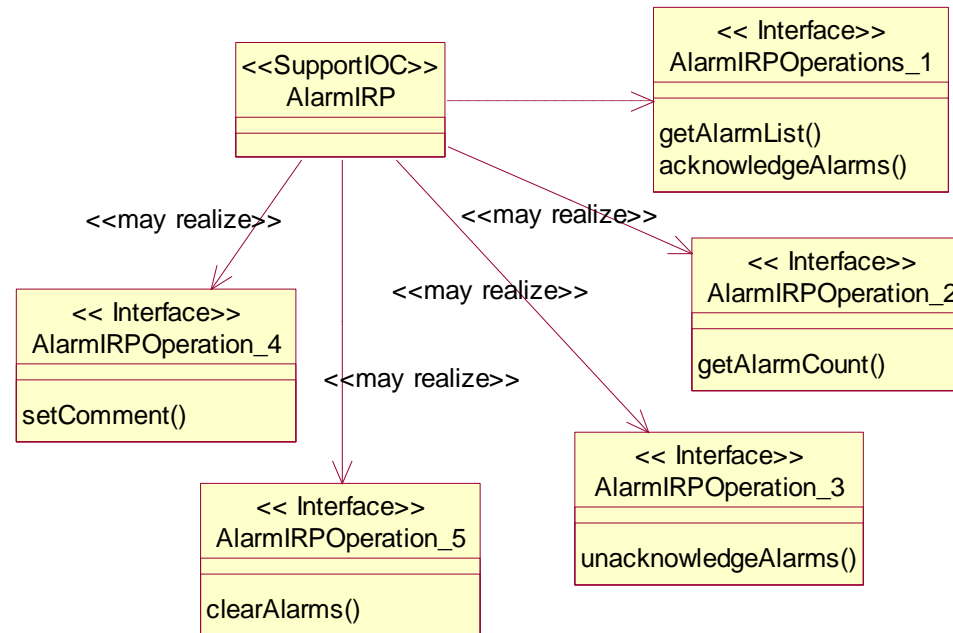 <<SupportIOC>>
AlarmIRP
<< Interface>>
AlarmIRPOperations_1
getAlarmList()
acknowledgeAlarms()
<<may realize>>
<<may realize>>
<<may realize>>
<<may realize>>
<< Interface>>
AlarmIRPOperation_2
getAlarmCount()
<< Interface>>
AlarmIRPOperation_4
setComment()
<< Interface>>
AlarmIRPOperation_3
unacknowledgeAlarms()
<< Interface>>
AlarmIRPOperation_5
clearAlarms()